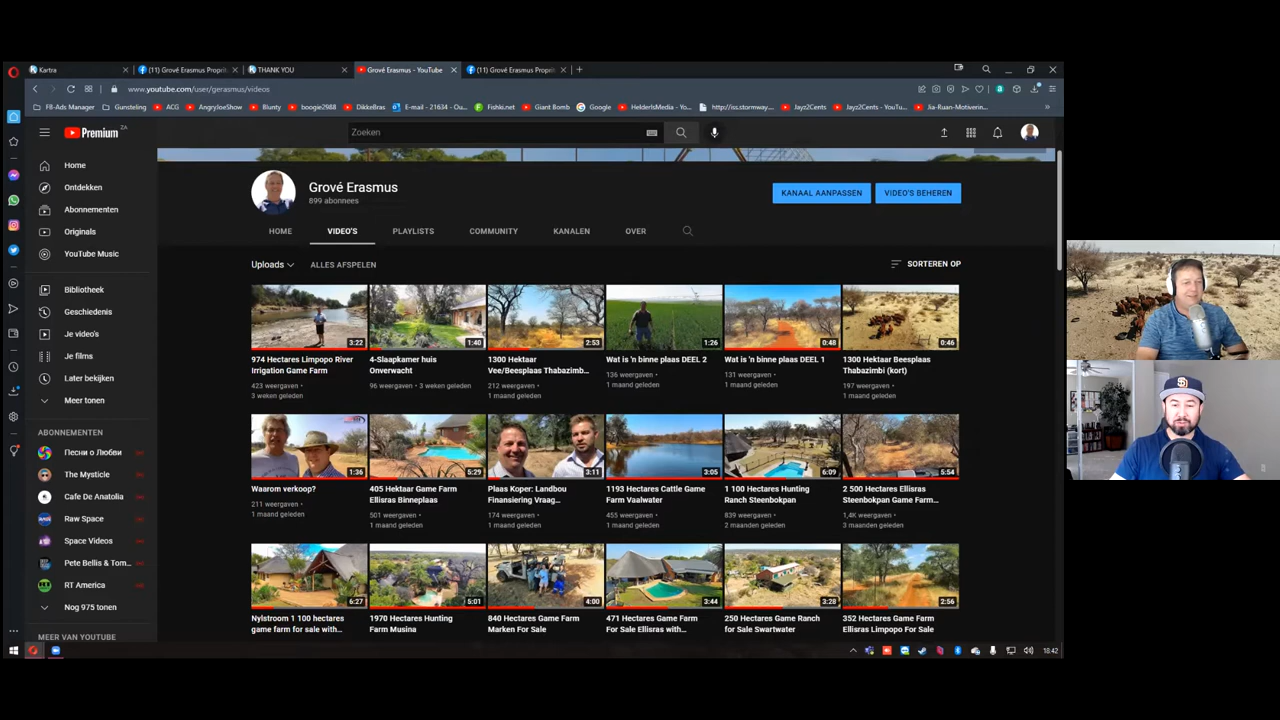 Kartra
(11) Grové Erasmus Propri
THANK YOU
Grové Erasmus - YouTube
(11) Grové Erasmus Propri
www.youtube.com/user/gerasmus/videos
FB-Ads Manager
Gunsteling
ACG
AngryJoeShow
Blunty
boogie2988
DikkeBras
E-mail - 21634 - Ou...
Fishki.net
Giant Bomb
Google
HelderIsMedia - Yo...
http://iss.stormway...
Jayz2Cents
Jayz2Cents - YouTu...
Jia-Ruan-Motiverin...
Premium ZA
Zoeken
Home
Ontdekken
Abonnementen
Originals
YouTube Music
Bibliotheek
Geschiedenis
Je video's
Je films
Later bekijken
Meer tonen
ABONNEMENTEN
Песни о Любви
The Mysticle
Cafe De Anatolia
Raw Space
Space Videos
Pete Bellis & Tom...
RT America
Nog 975 tonen
MEER VAN YOUTUBE
Grové Erasmus
899 abonnees
KANAAL AANPASSEN
VIDEO'S BEHEREN
HOME
VIDEO'S
PLAYLISTS
COMMUNITY
KANALEN
OVER
Uploads
ALLES AFSPELEN
SORTEREN OP
3:22
1:40
2:53
1:26
0:48
0:46
974 Hectares Limpopo River
Irrigation Game Farm
423 weergaven •
3 weken geleden
4-Slaapkamer huis
Onverwacht
96 weergaven • 3 weken geleden
1300 Hektaar
Vee/Beesplaas Thabazimb...
212 weergaven •
1 maand geleden
Wat is 'n binne plaas DEEL 2
136 weergaven •
1 maand geleden
Wat is 'n binne plaas DEEL 1
131 weergaven •
1 maand geleden
1300 Hektaar Beesplaas
Thabazimbi (kort)
197 weergaven •
1 maand geleden
1:36
5:29
3:11
3:05
6:09
5:54
Waarom verkoop?
211 weergaven •
1 maand geleden
405 Hektaar Game Farm
Ellisras Binneplaas
501 weergaven •
1 maand geleden
Plaas Koper: Landbou
Finansiering Vraag...
174 weergaven •
1 maand geleden
1193 Hectares Cattle Game
Farm Vaalwater
455 weergaven •
1 maand geleden
1 100 Hectares Hunting
Ranch Steenbokpan
839 weergaven •
2 maanden geleden
2 500 Hectares Ellisras
Steenbokpan Game Farm...
1,4K weergaven •
3 maanden geleden
6:27
5:01
4:00
3:44
3:28
2:56
Nylstroom 1 100 hectares
game farm for sale with...
1970 Hectares Hunting
Farm Musina
840 Hectares Game Farm
Marken For Sale
471 Hectares Game Farm
For Sale Ellisras with...
250 Hectares Game Ranch
for Sale Swartwater
352 Hectares Game Farm
Ellisras Limpopo For Sale
18:42